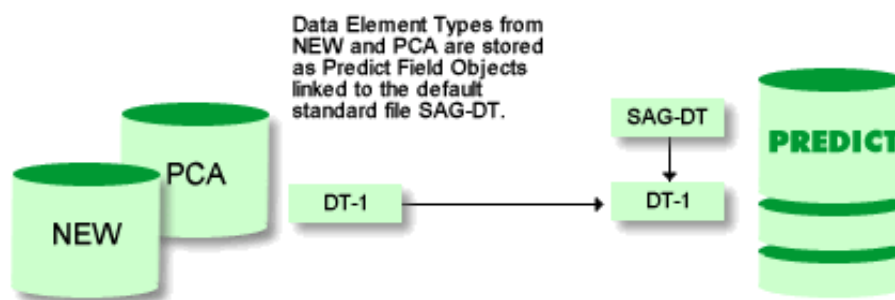 Data Element Types from
NEW and PCA are stored
as Predict Field Objects
linked to the default
standard file SAG-DT.
SAG-DT
PREDICT
PCA
DT-1
DT-1
NEW